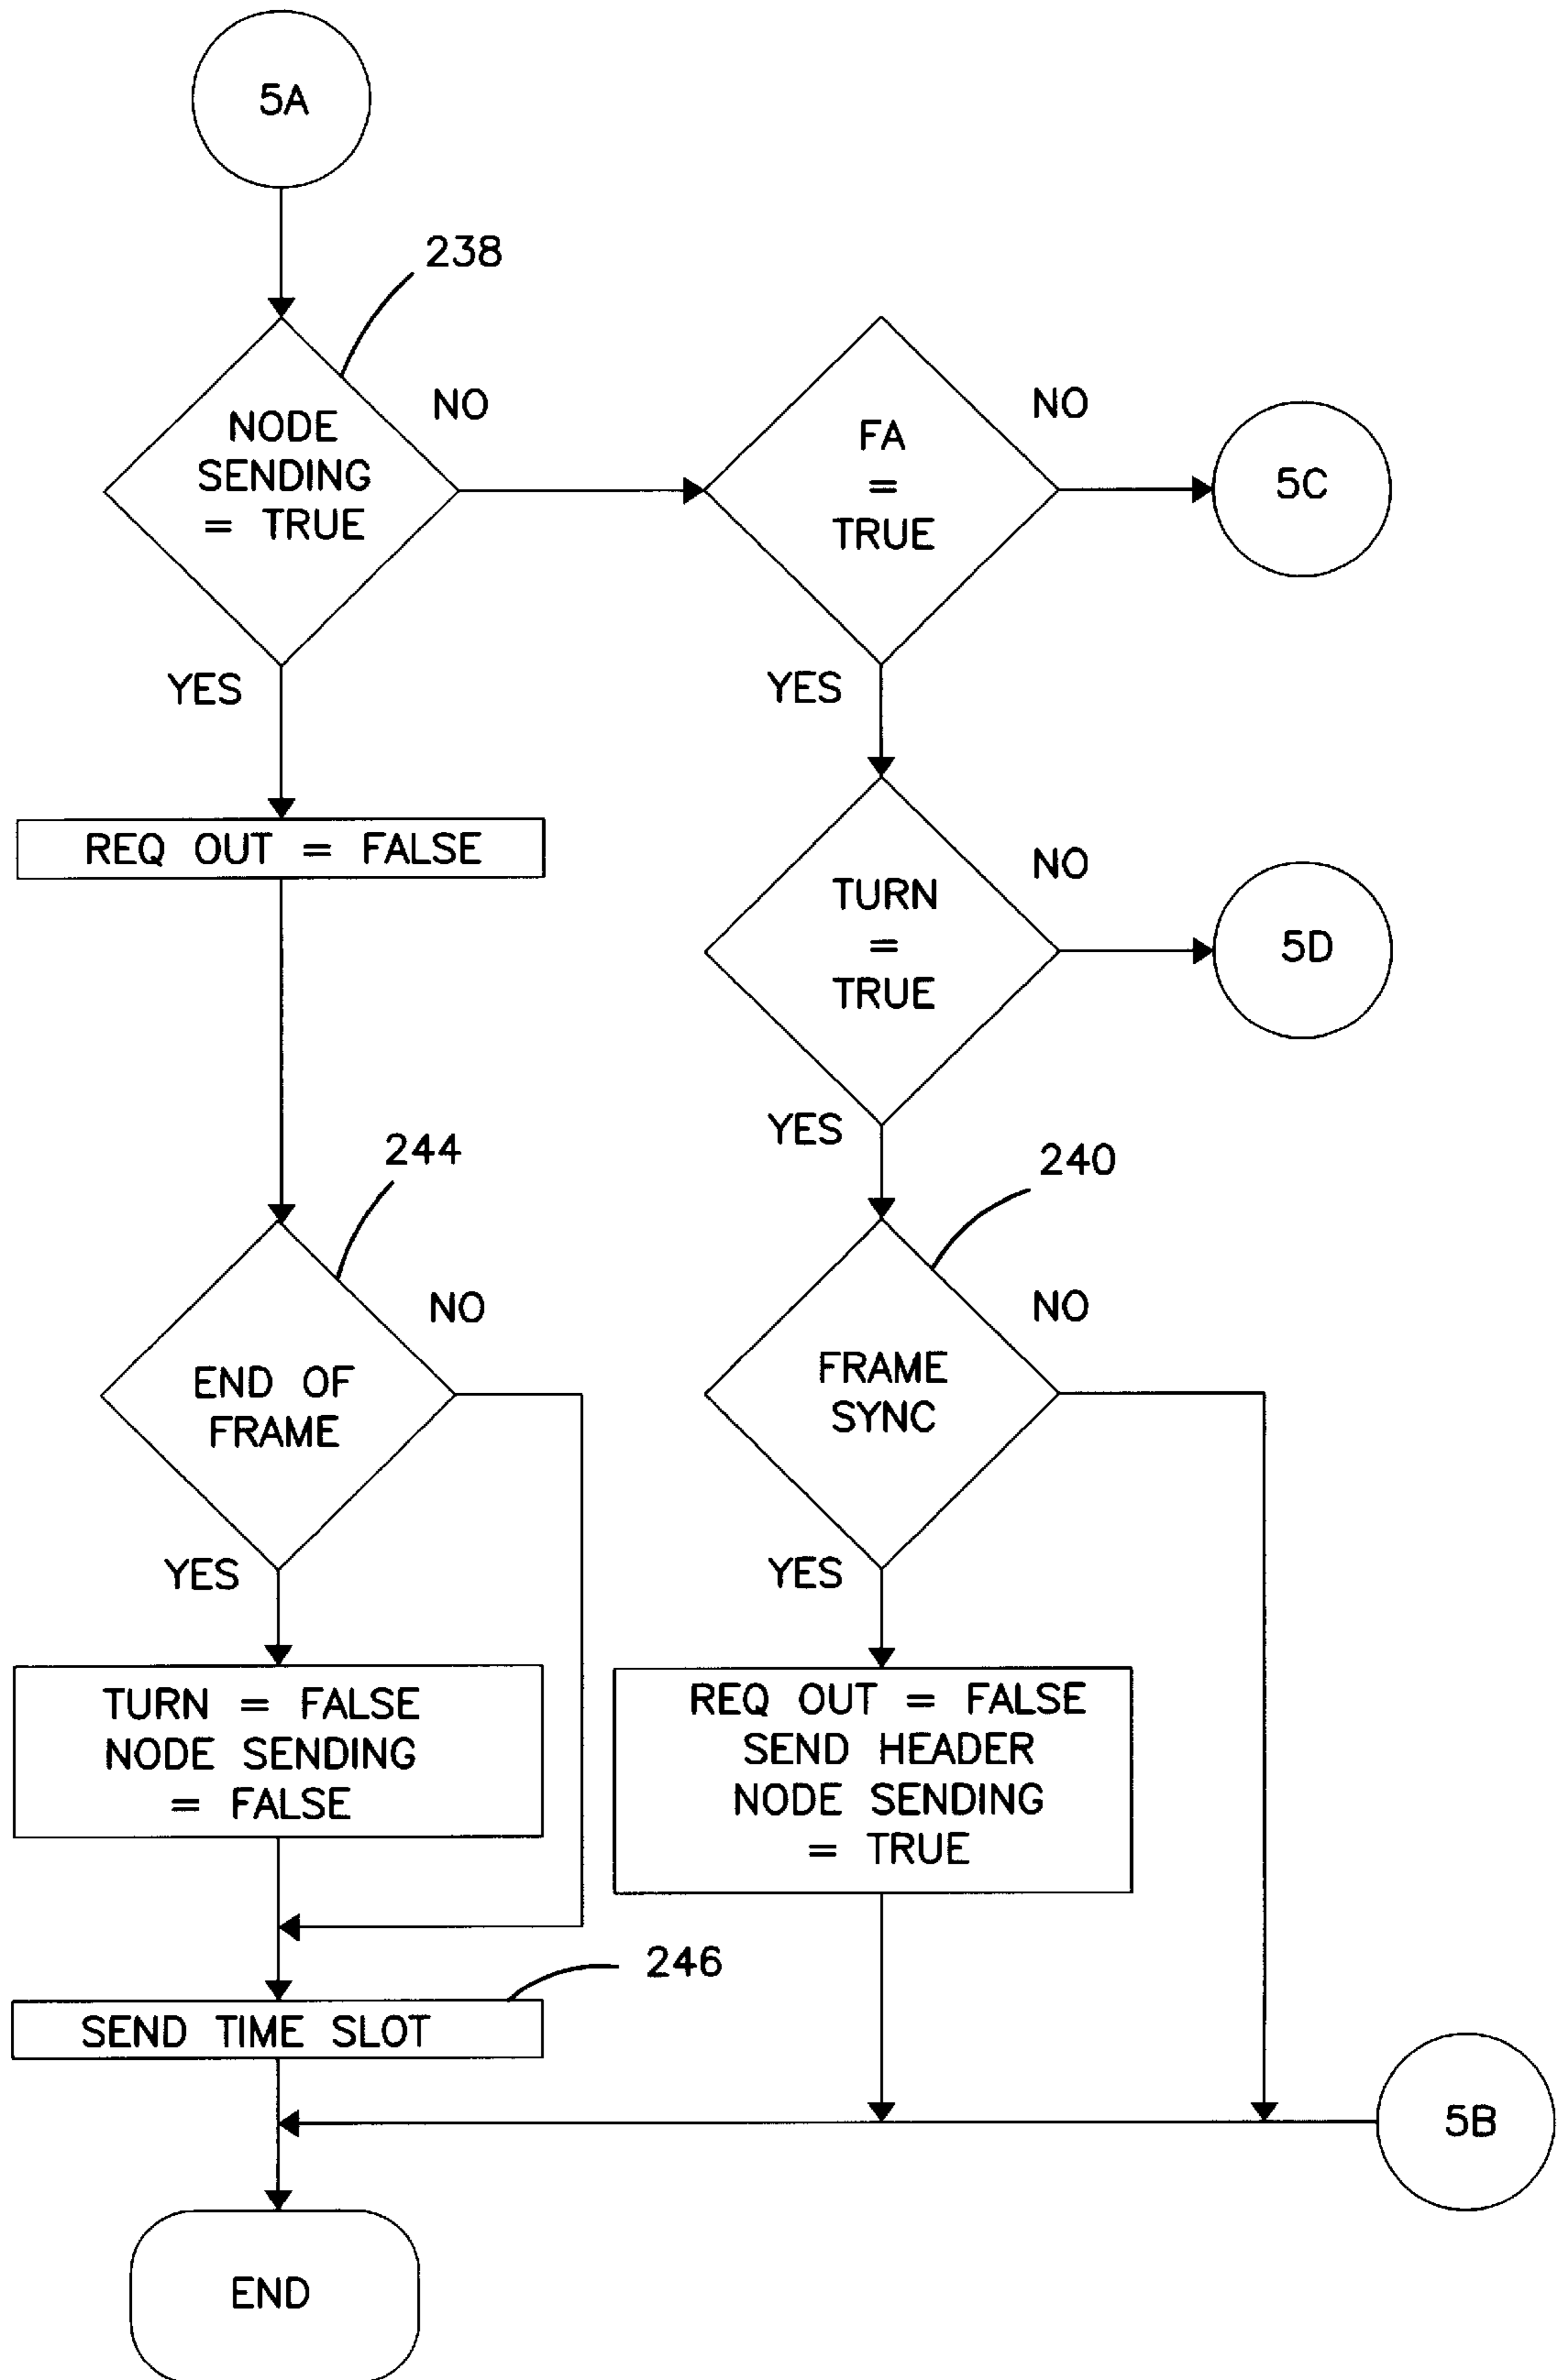 5A
238
NODE
SENDING
= TRUE
NO
FA
=
TRUE
NO
5C
YES
YES
REQ OUT = FALSE
TURN
=
TRUE
NO
5D
YES
244
240
END OF
FRAME
NO
FRAME
SYNC
NO
YES
YES
TURN = FALSE
NODE SENDING
= FALSE
REQ OUT = FALSE
SEND HEADER
NODE SENDING
= TRUE
246
SEND TIME SLOT
5B
END